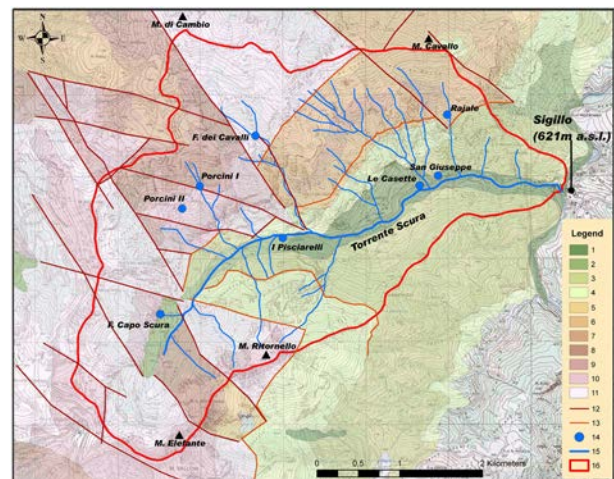 M. di Cambio
N
W E
S
M. Cavallo
Rajale
Sigillo
(621m a.s.l.)
F. dei Cavalli
San Giuseppe
Le Casette
Porcini I
Porcini II
Torrente Scura
I Pisciarelli
F. Capo Scura
M. Ritornello
M. Elefante
Legend
1
2
3
4
5
6
7
8
9
10
11
12
13
14
15
16
0 0.5 1 2 Kilometers